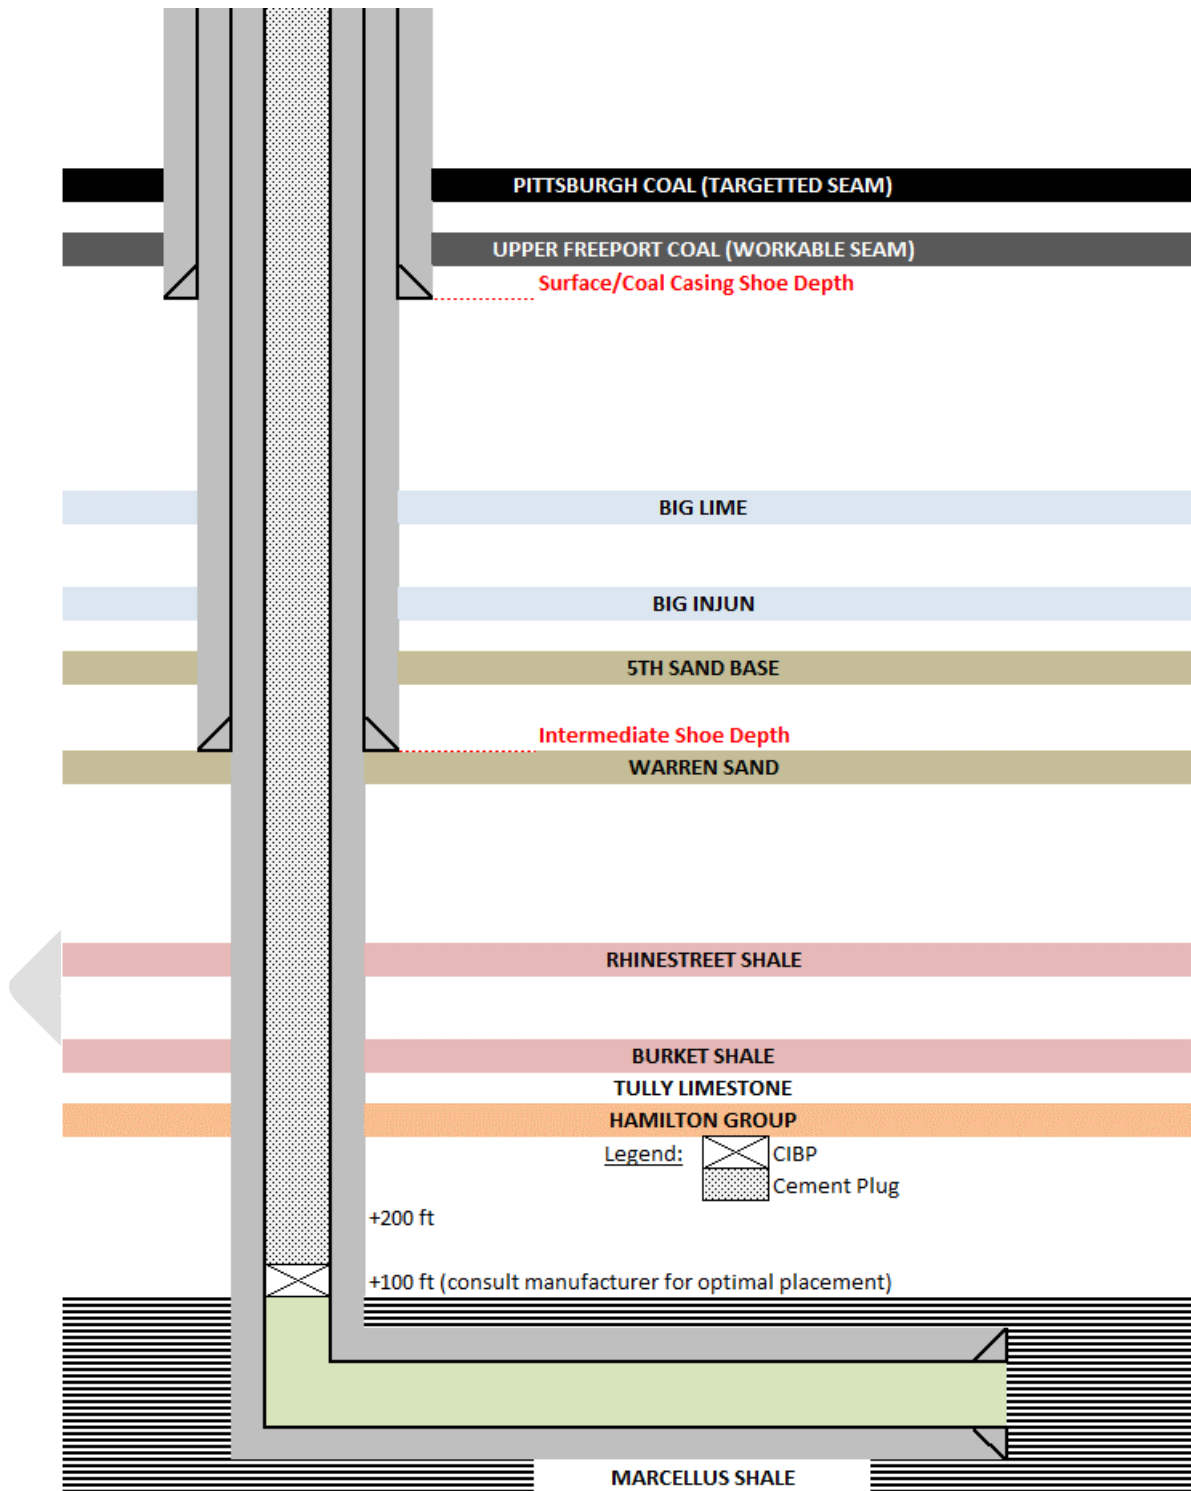 PITTSBURGH COAL (TARGETTED SEAM)
UPPER FREEPORT COAL (WORKABLE SEAM)
Surface/Coal Casing Shoe Depth
BIG LIME
BIG INJUN
5TH SAND BASE
Intermediate Shoe Depth
WARREN SAND
RHINESTREET SHALE
BURKET SHALE
TULLY LIMESTONE
HAMILTON GROUP
Legend: CIBP
Cement Plug
+200 ft
+100 ft (consult manufacturer for optimal placement)
MARCELLUS SHALE